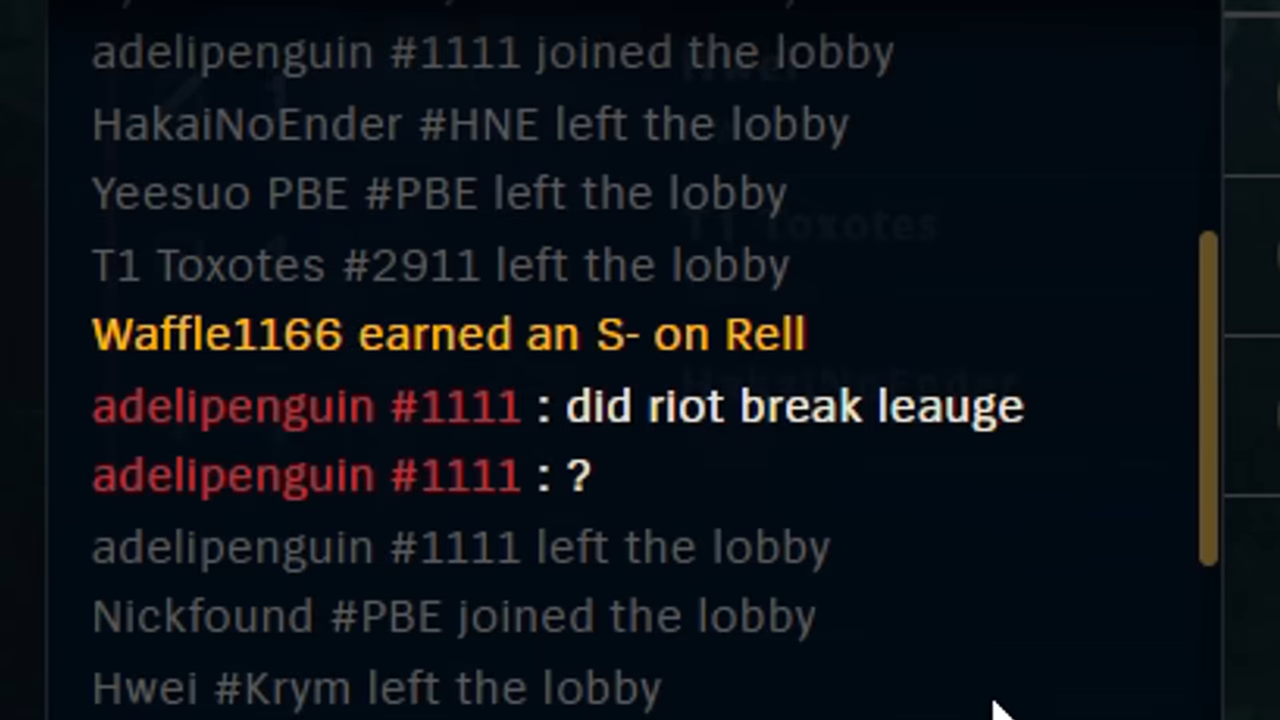 adelipenguin #1111 joined the lobby
HakaiNoEnder #HNE left the lobby
Yeesuo PBE #PBE left the lobby
T1 Toxotes #2911 left the lobby
Waffle1166 earned an S- on Rell
adelipenguin #1111 : did riot break leauge
adelipenguin #1111 : ?
adelipenguin #1111 left the lobby
Nickfound #PBE joined the lobby
Hwei #Krym left the lobby